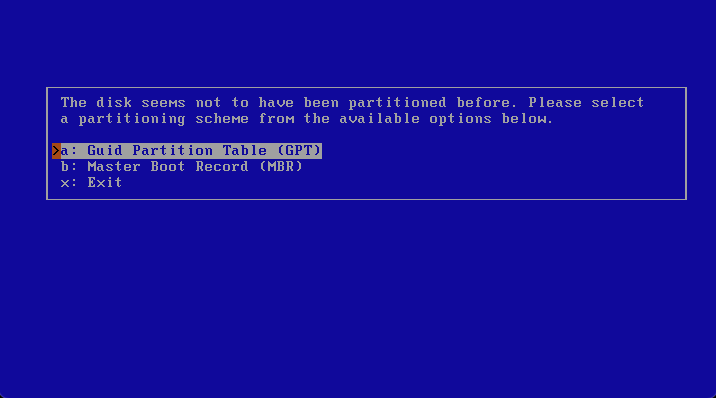 The disk seems not to have been partitioned before. Please select
a partitioning scheme from the available options below.
>a: Guid Partition Table (GPT)
b: Master Boot Record (MBR)
x: Exit